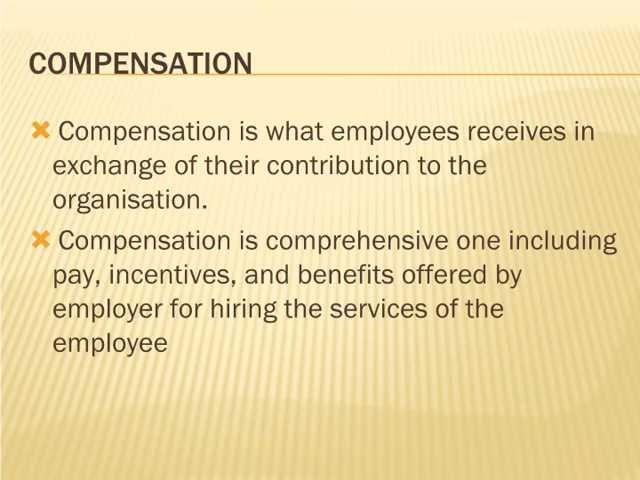 COMPENSATION
Compensation is what employees receives in
exchange of their contribution to the
organisation.
Compensation is comprehensive one including
pay, incentives, and benefits offered by
employer for hiring the services of the
employee